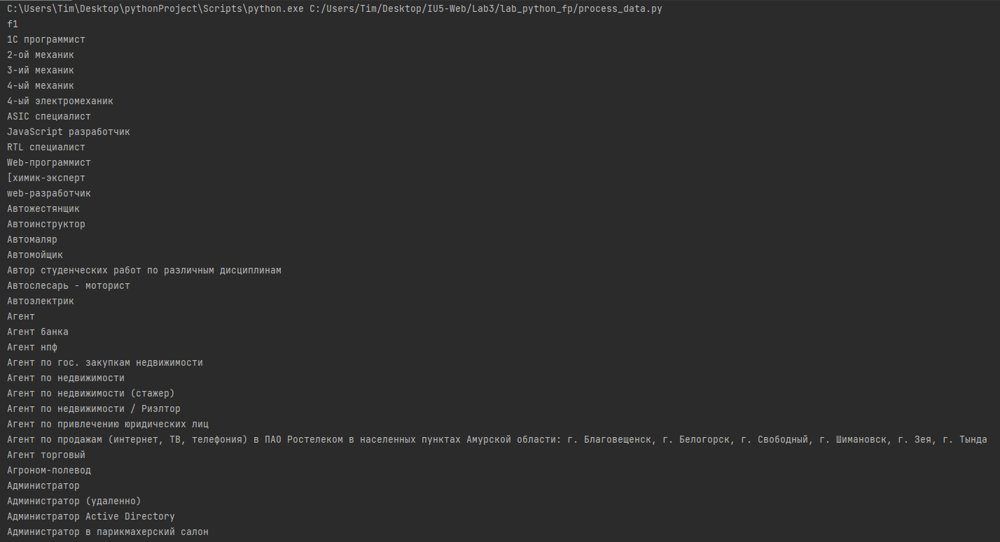 C:\Users\Tim\Desktop\pythonProject\Scripts\python.exe C:/Users/Tim/Desktop/IU5-Web/Lab3/lab_python_fp/process_data.py
f1
1C программист
2-ой механик
3-ий механик
4-ый механик
4-ый электромеханик
ASIC специалист
JavaScript разработчик
RTL специалист
Web-программист
[химик-эксперт
web-разработчик
Автожестянщик
Автоинструктор
Автомаляр
Автомойщик
Автор студенческих работ по различным дисциплинам
Автослесарь - моторист
Автоэлектрик
Агент
Агент банка
Агент нпф
Агент по гос. закупкам недвижимости
Агент по недвижимости
Агент по недвижимости (стажер)
Агент по недвижимости / Риэлтор
Агент по привлечению юридических лиц
Агент по продажам (интернет, ТВ, телефония) в ПАО Ростелеком в населенных пунктах Амурской области: г. Благовещенск, г. Белогорск, г. Свободный, г. Шимановск, г. Зея, г. Тында
Агент торговый
Агроном-полевод
Администратор
Администратор (удаленно)
Администратор Active Directory
Администратор в парикмахерский салон